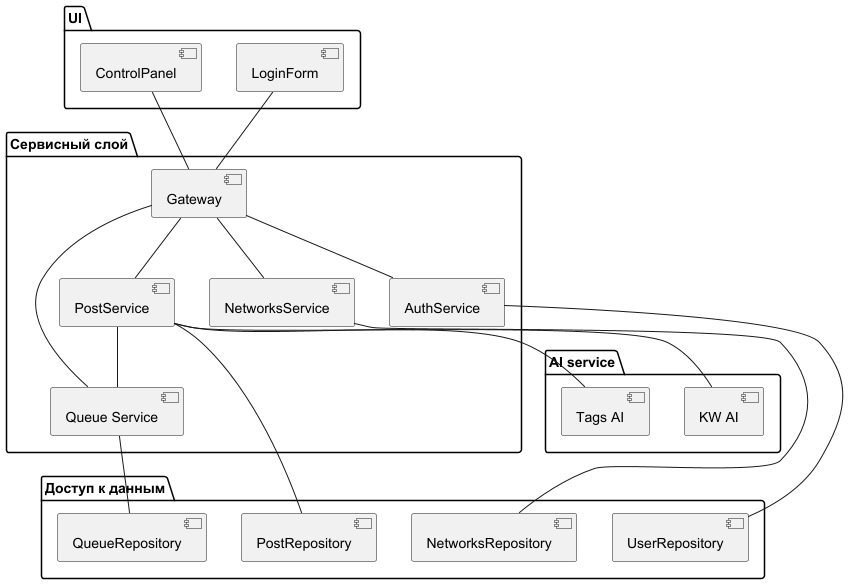 UI
ControlPanel
LoginForm
Сервисный слой
Gateway
PostService
NetworksService
AuthService
AI service
Queue Service
Tags AI
KW AI
Доступ к данным
QueueRepository
PostRepository
NetworksRepository
UserRepository